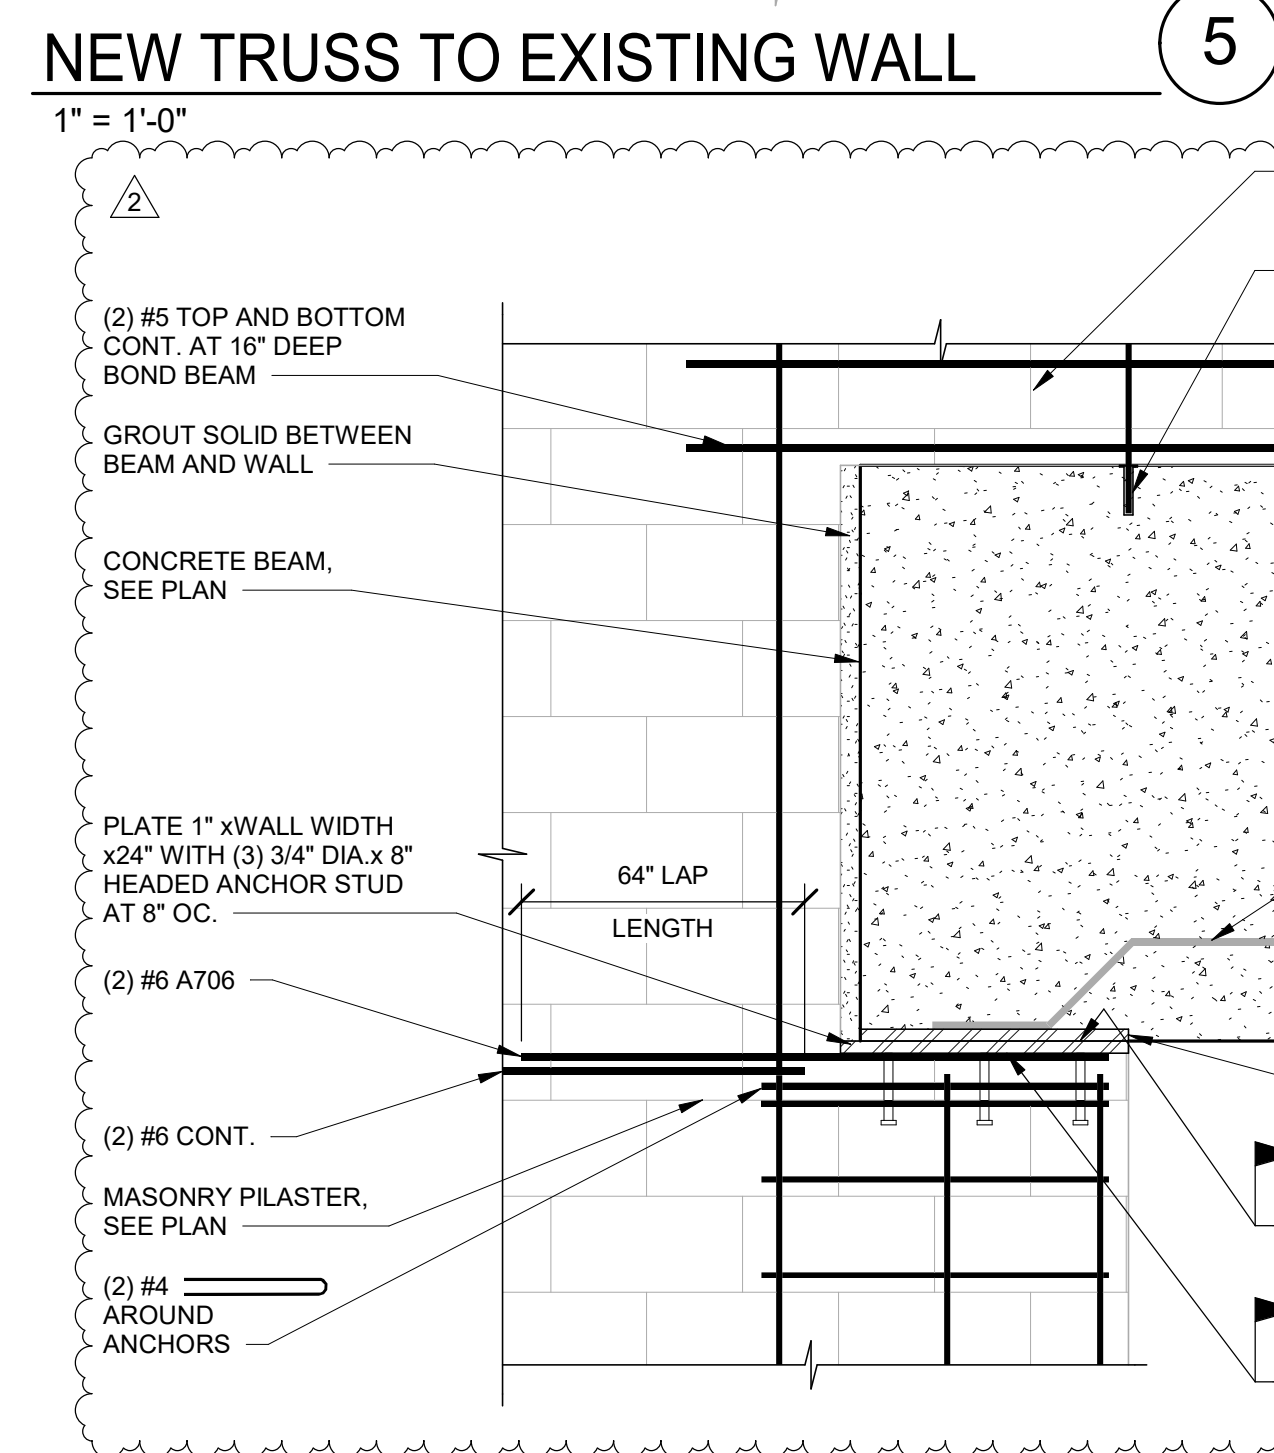 NEW TRUSS TO EXISTING WALL
5
1" = 1'-0"
2
(2) #5 TOP AND BOTTOM
CONT. AT 16" DEEP
BOND BEAM
GROUT SOLID BETWEEN
BEAM AND WALL
CONCRETE BEAM,
SEE PLAN
PLATE 1" xWALL WIDTH
x24" WITH (3) 3/4" DIA.x 8"
HEADED ANCHOR STUD
AT 8" OC.
64" LAP
LENGTH
(2) #6 A706
(2) #6 CONT.
MASONRY PILASTER,
SEE PLAN
(2) #4
AROUND
ANCHORS